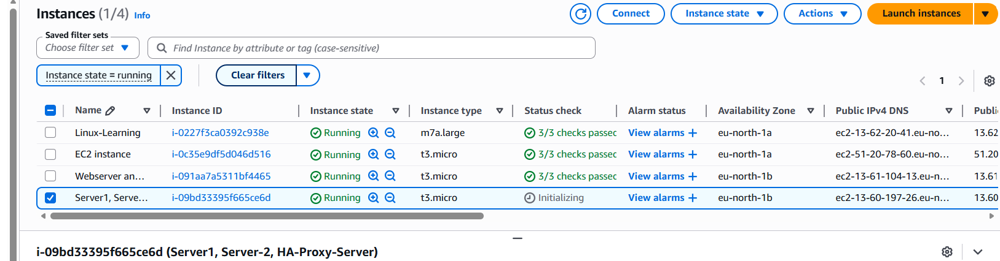 Instances (1/4) Info Connect Instance state Actions Launch instances
Saved filter sets
Choose filter set Find Instance by attribute or tag (case-sensitive)
Instance state = running Clear filters
1
Name Instance ID Instance state Instance type Status check Alarm status Availability Zone Public IPv4 DNS Publi
Linux-Learning i-0227f3ca0392c938e Running m7a.large 3/3 checks passec View alarms + eu-north-1a ec2-13-62-20-41.eu-no... 13.62
EC2 instance i-0c35e9df5d046d516 Running t3.micro 3/3 checks passec View alarms + eu-north-1a ec2-51-20-78-60.eu-no... 51.20
Webserver an... i-091aa7a5311bf4465 Running t3.micro 3/3 checks passec View alarms + eu-north-1b ec2-13-61-104-13.eu-n... 13.61
Server1, Serve... i-09bd33395f665ce6d Running t3.micro Initializing View alarms + eu-north-1b ec2-13-60-197-26.eu-n... 13.60
i-09bd33395f665ce6d (Server1, Server-2, HA-Proxy-Server)